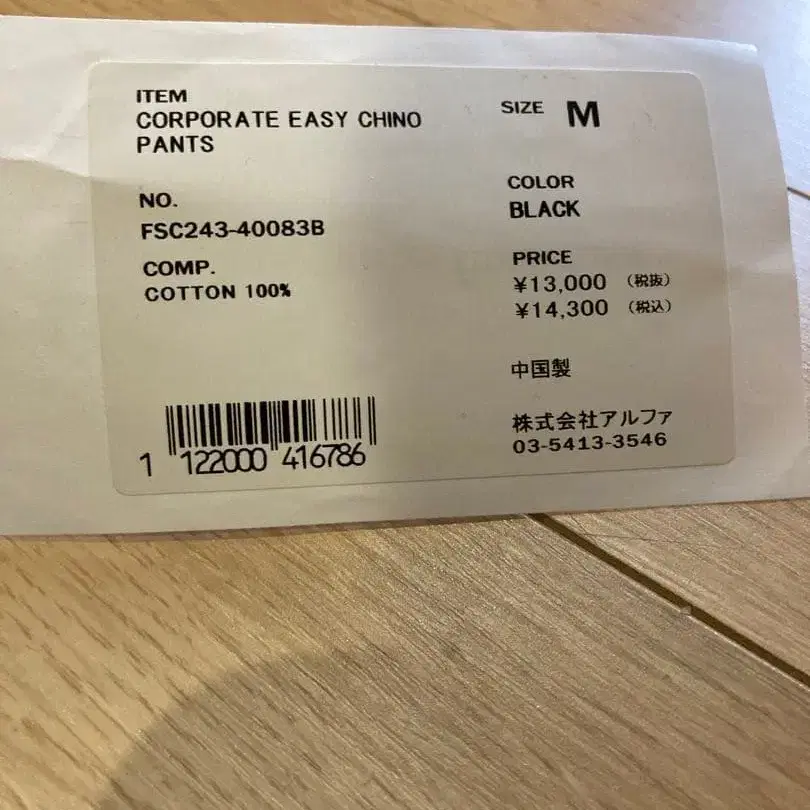 ITEM
CORPORATE EASY CHINO
PANTS
NO.
FSC243-40083B
COMP.
COTTON 100%
1 122000 416786
SIZE M
COLOR
BLACK
PRICE
¥13,000 （税抜）
¥14,300 （税込）
中国製
株式会社アルファ
03-5413-3546